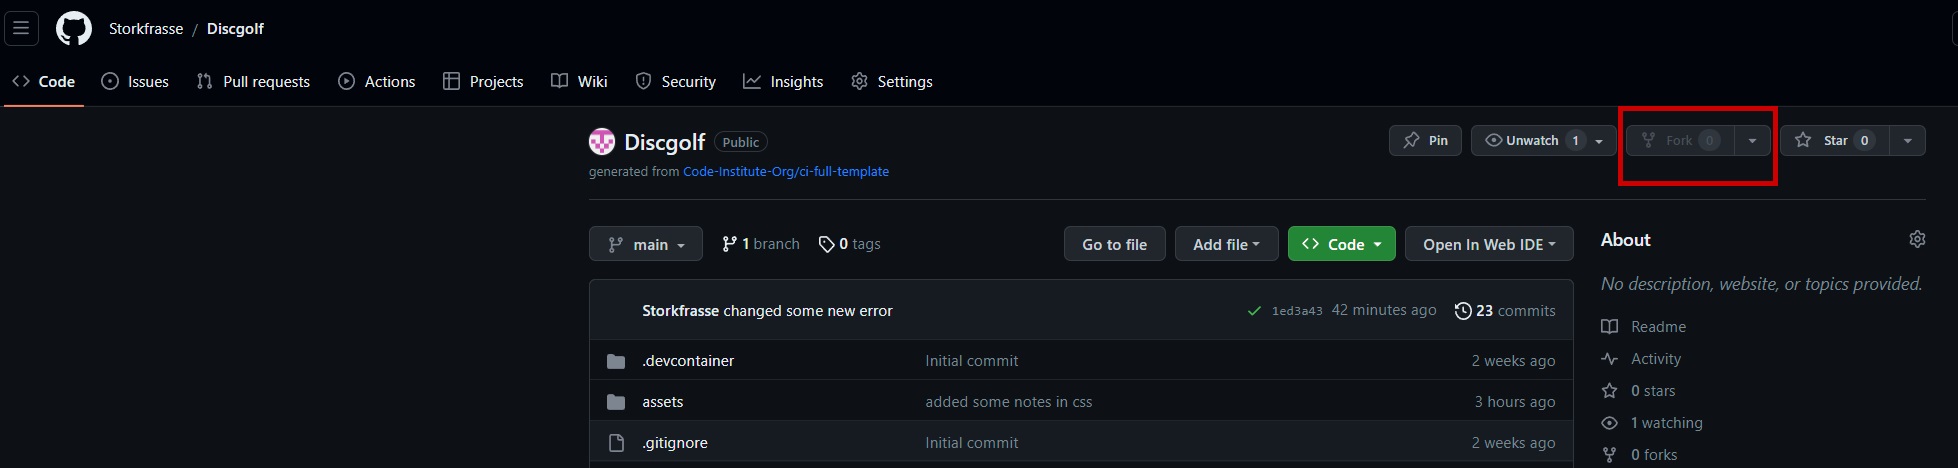 Storkfrasse / Discgolf
Code Issues Pull requests Actions Projects Wiki Security Insights Settings
Discgolf Public
Pin Unwatch 1 Fork 0 Star 0
generated from Code-Institute-Org/ci-full-template
main 1 branch 0 tags Go to file Add file Code Open In Web IDE
About
No description, website, or topics provided.
Storkfrasse changed some new error 1ed3a43 42 minutes ago 23 commits
Readme
.devcontainer Initial commit 2 weeks ago
Activity
0 stars
assets added some notes in css 3 hours ago
1 watching
.gitignore Initial commit 2 weeks ago
0 forks